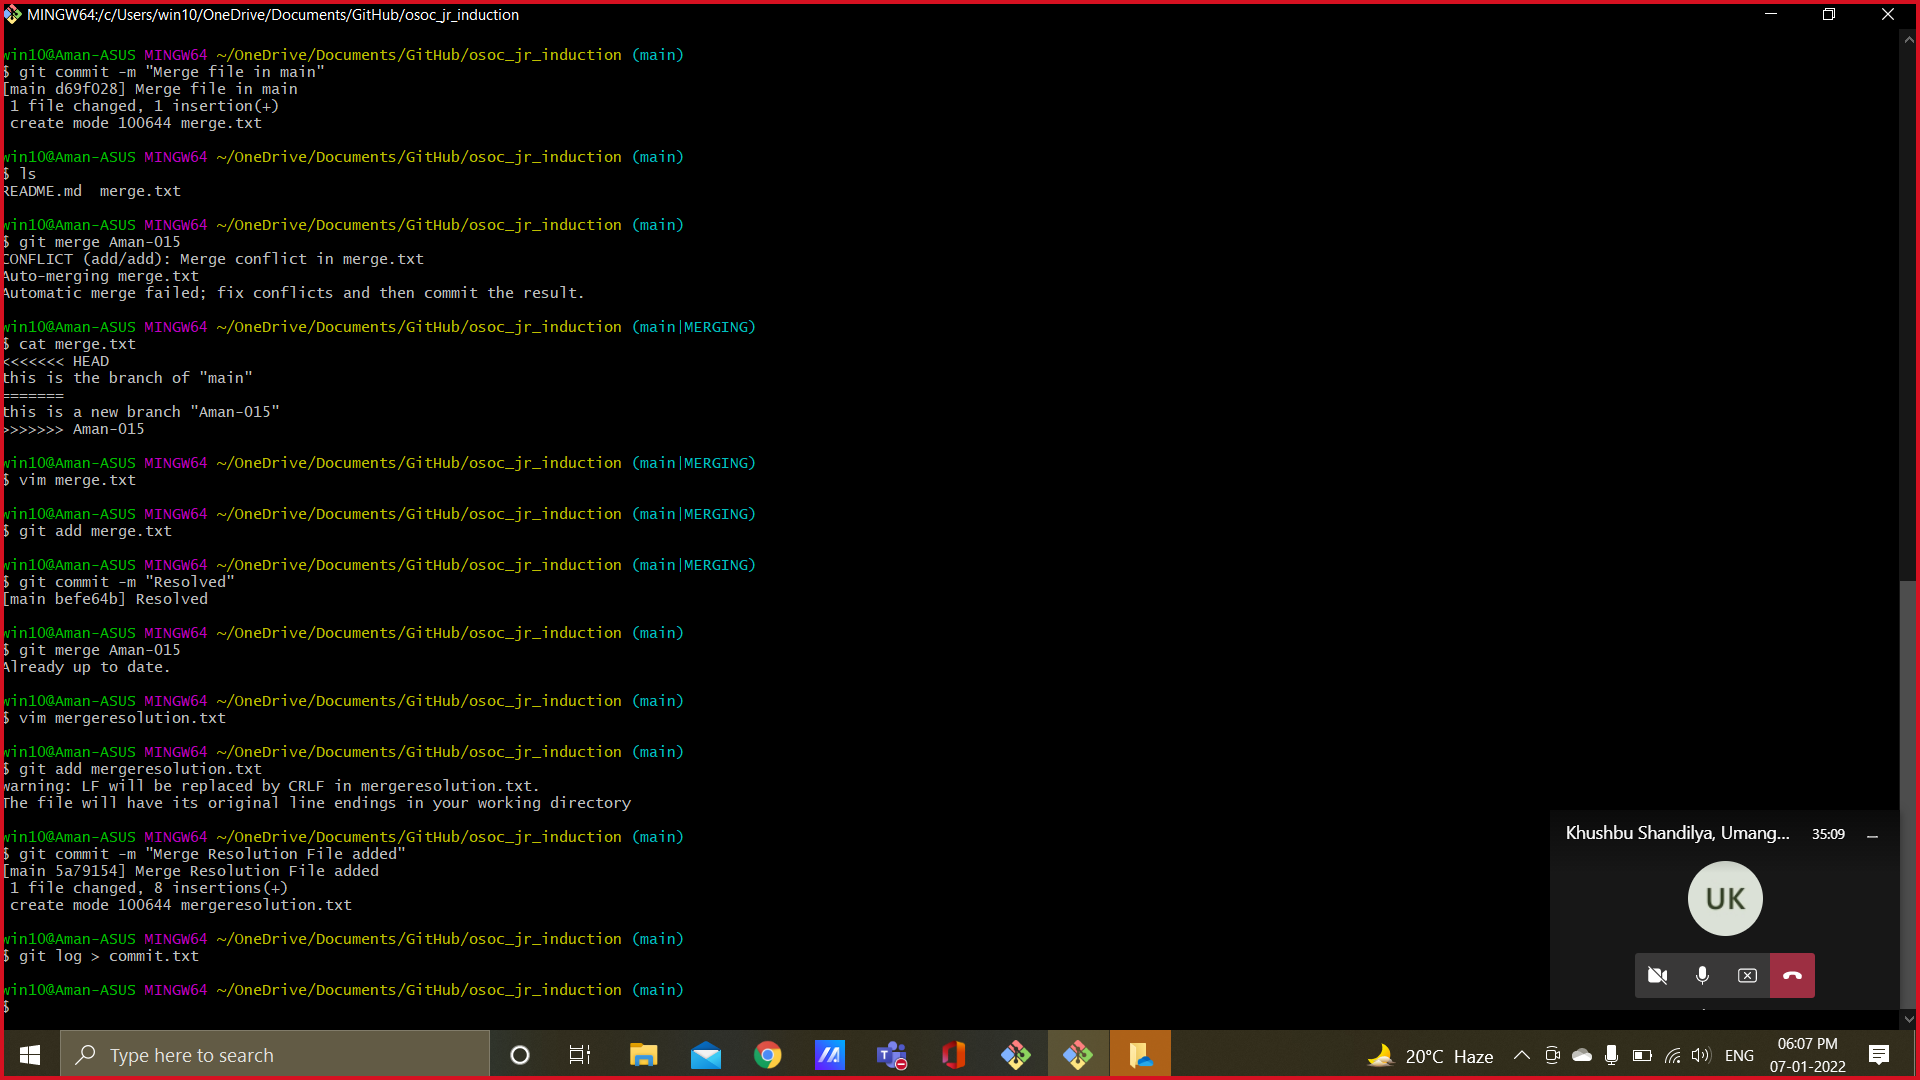 MINGW64:/c/Users/win10/OneDrive/Documents/GitHub/osoc_jr_induction
win10@Aman-ASUS MINGW64 ~/OneDrive/Documents/GitHub/osoc_jr_induction (main)
$ git commit -m "Merge file in main"
[main d69f028] Merge file in main
1 file changed, 1 insertion(+)
create mode 100644 merge.txt
win10@Aman-ASUS MINGW64 ~/OneDrive/Documents/GitHub/osoc_jr_induction (main)
$ ls
README.md  merge.txt
win10@Aman-ASUS MINGW64 ~/OneDrive/Documents/GitHub/osoc_jr_induction (main)
$ git merge Aman-015
CONFLICT (add/add): Merge conflict in merge.txt
Auto-merging merge.txt
Automatic merge failed; fix conflicts and then commit the result.
win10@Aman-ASUS MINGW64 ~/OneDrive/Documents/GitHub/osoc_jr_induction (main|MERGING)
$ cat merge.txt
<<<<<<< HEAD
this is the branch of "main"
=======
this is a new branch "Aman-015"
>>>>>>> Aman-015
win10@Aman-ASUS MINGW64 ~/OneDrive/Documents/GitHub/osoc_jr_induction (main|MERGING)
$ vim merge.txt
win10@Aman-ASUS MINGW64 ~/OneDrive/Documents/GitHub/osoc_jr_induction (main|MERGING)
$ git add merge.txt
win10@Aman-ASUS MINGW64 ~/OneDrive/Documents/GitHub/osoc_jr_induction (main|MERGING)
$ git commit -m "Resolved"
[main befe64b] Resolved
win10@Aman-ASUS MINGW64 ~/OneDrive/Documents/GitHub/osoc_jr_induction (main)
$ git merge Aman-015
Already up to date.
win10@Aman-ASUS MINGW64 ~/OneDrive/Documents/GitHub/osoc_jr_induction (main)
$ vim mergeresolution.txt
win10@Aman-ASUS MINGW64 ~/OneDrive/Documents/GitHub/osoc_jr_induction (main)
$ git add mergeresolution.txt
warning: LF will be replaced by CRLF in mergeresolution.txt.
The file will have its original line endings in your working directory
win10@Aman-ASUS MINGW64 ~/OneDrive/Documents/GitHub/osoc_jr_induction (main)
$ git commit -m "Merge Resolution File added"
[main 5a79154] Merge Resolution File added
1 file changed, 8 insertions(+)
create mode 100644 mergeresolution.txt
win10@Aman-ASUS MINGW64 ~/OneDrive/Documents/GitHub/osoc_jr_induction (main)
$ git log > commit.txt
win10@Aman-ASUS MINGW64 ~/OneDrive/Documents/GitHub/osoc_jr_induction (main)
$
Khushbu Shandilya, Umang... 35:09
UK
Type here to search
20°C Haze
ENG
06:07 PM
07-01-2022